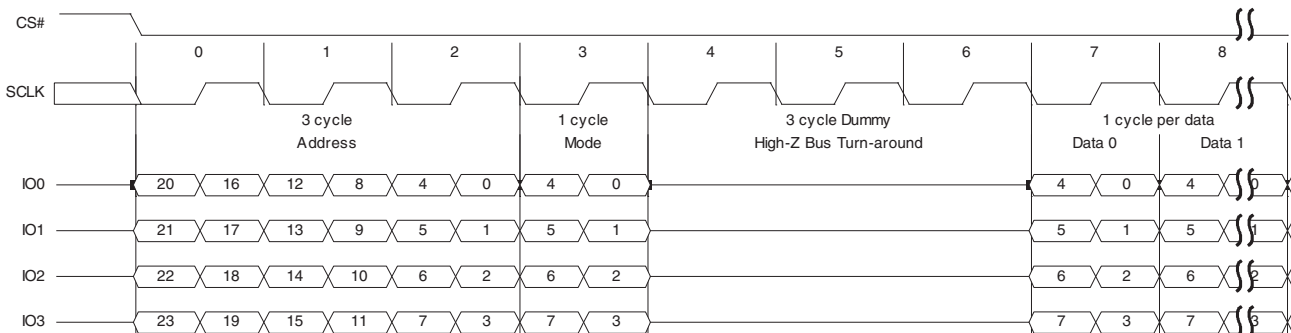 CS#
0 1 2 3 4 5 6 7 8
SCLK
3 cycle 1 cycle 3 cycle Dummy 1 cycle per data
Address Mode High-Z Bus Turn-around Data 0 Data 1
IO0 20 16 12 8 4 0 4 0 4 0 4 0
IO1 21 17 13 9 5 1 5 1 5 1 5 1
IO2 22 18 14 10 6 2 6 2 6 2 6 2
IO3 23 19 15 11 7 3 7 3 7 3 7 3